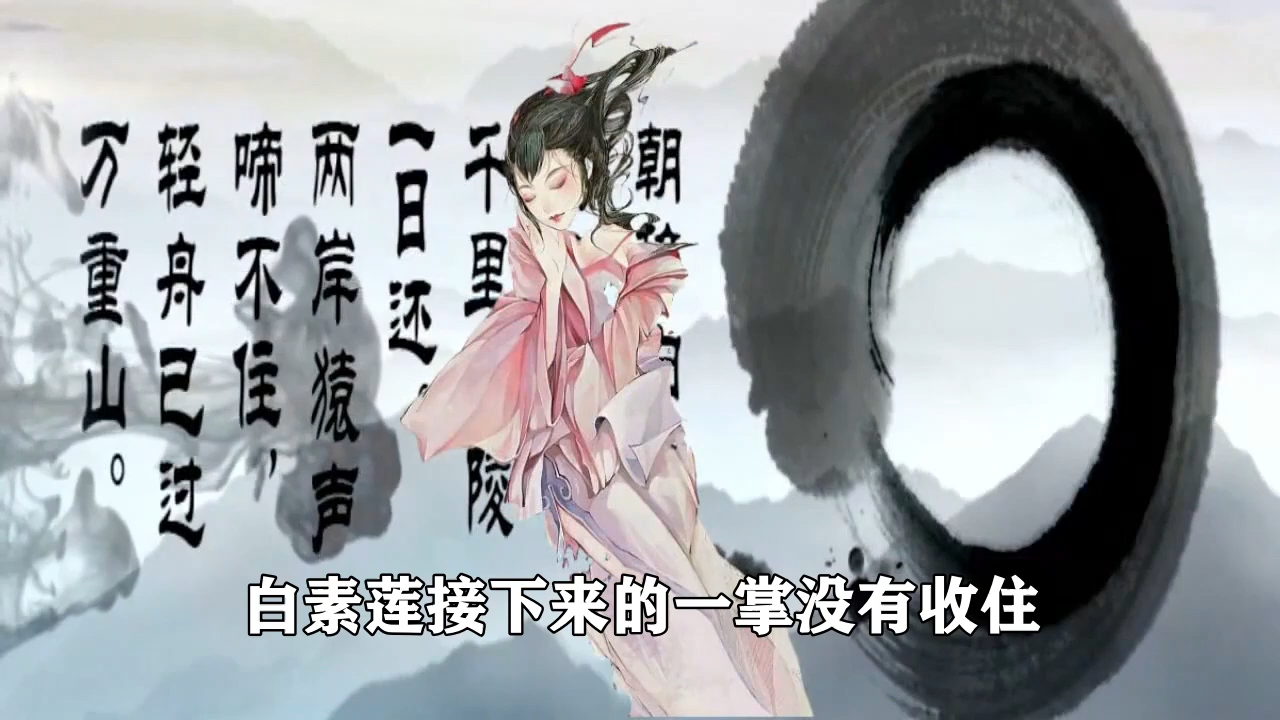 朝
千里
陵
一日还。
两岸猿声
啼不住，
轻舟已过
万重山。
白素莲接下来的一掌没有收住